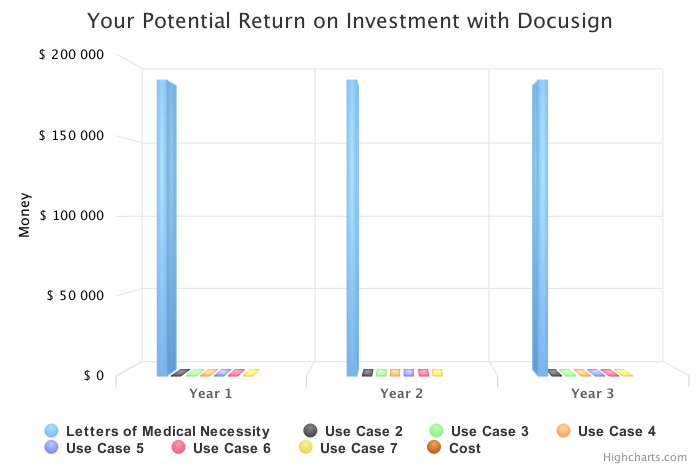 Your Potential Return on Investment with Docusign
$ 200 000
$ 150 000
$ 100 000
$ 50 000
$ 0
Money
Year 1
Year 2
Year 3
Letters of Medical Necessity
Use Case 2
Use Case 3
Use Case 4
Use Case 5
Use Case 6
Use Case 7
Cost
Highcharts.com